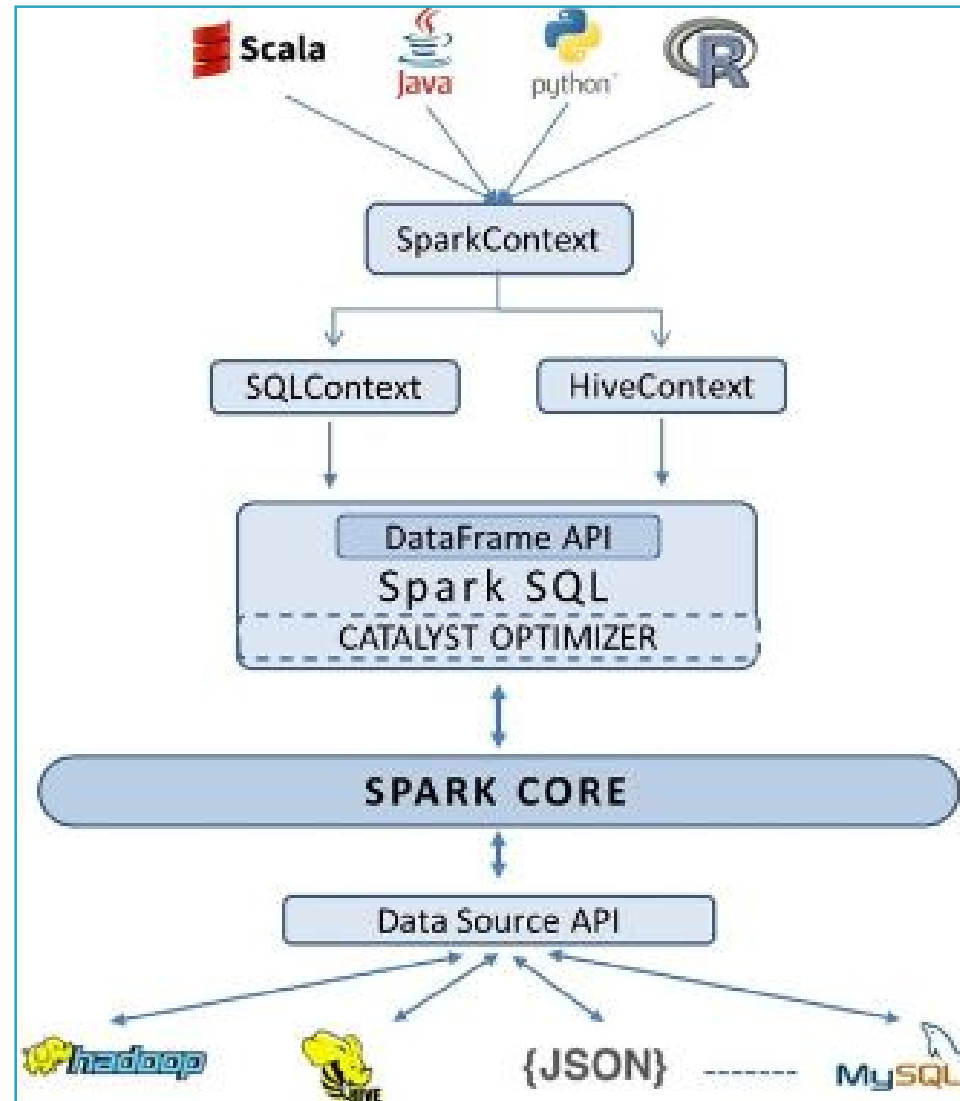 Scala
Java
python
R
SparkContext
SQLContext
HiveContext
DataFrame API
Spark SQL
CATALYST OPTIMIZER
SPARK CORE
Data Source API
hadoop
HIVE
{JSON}
MySQL